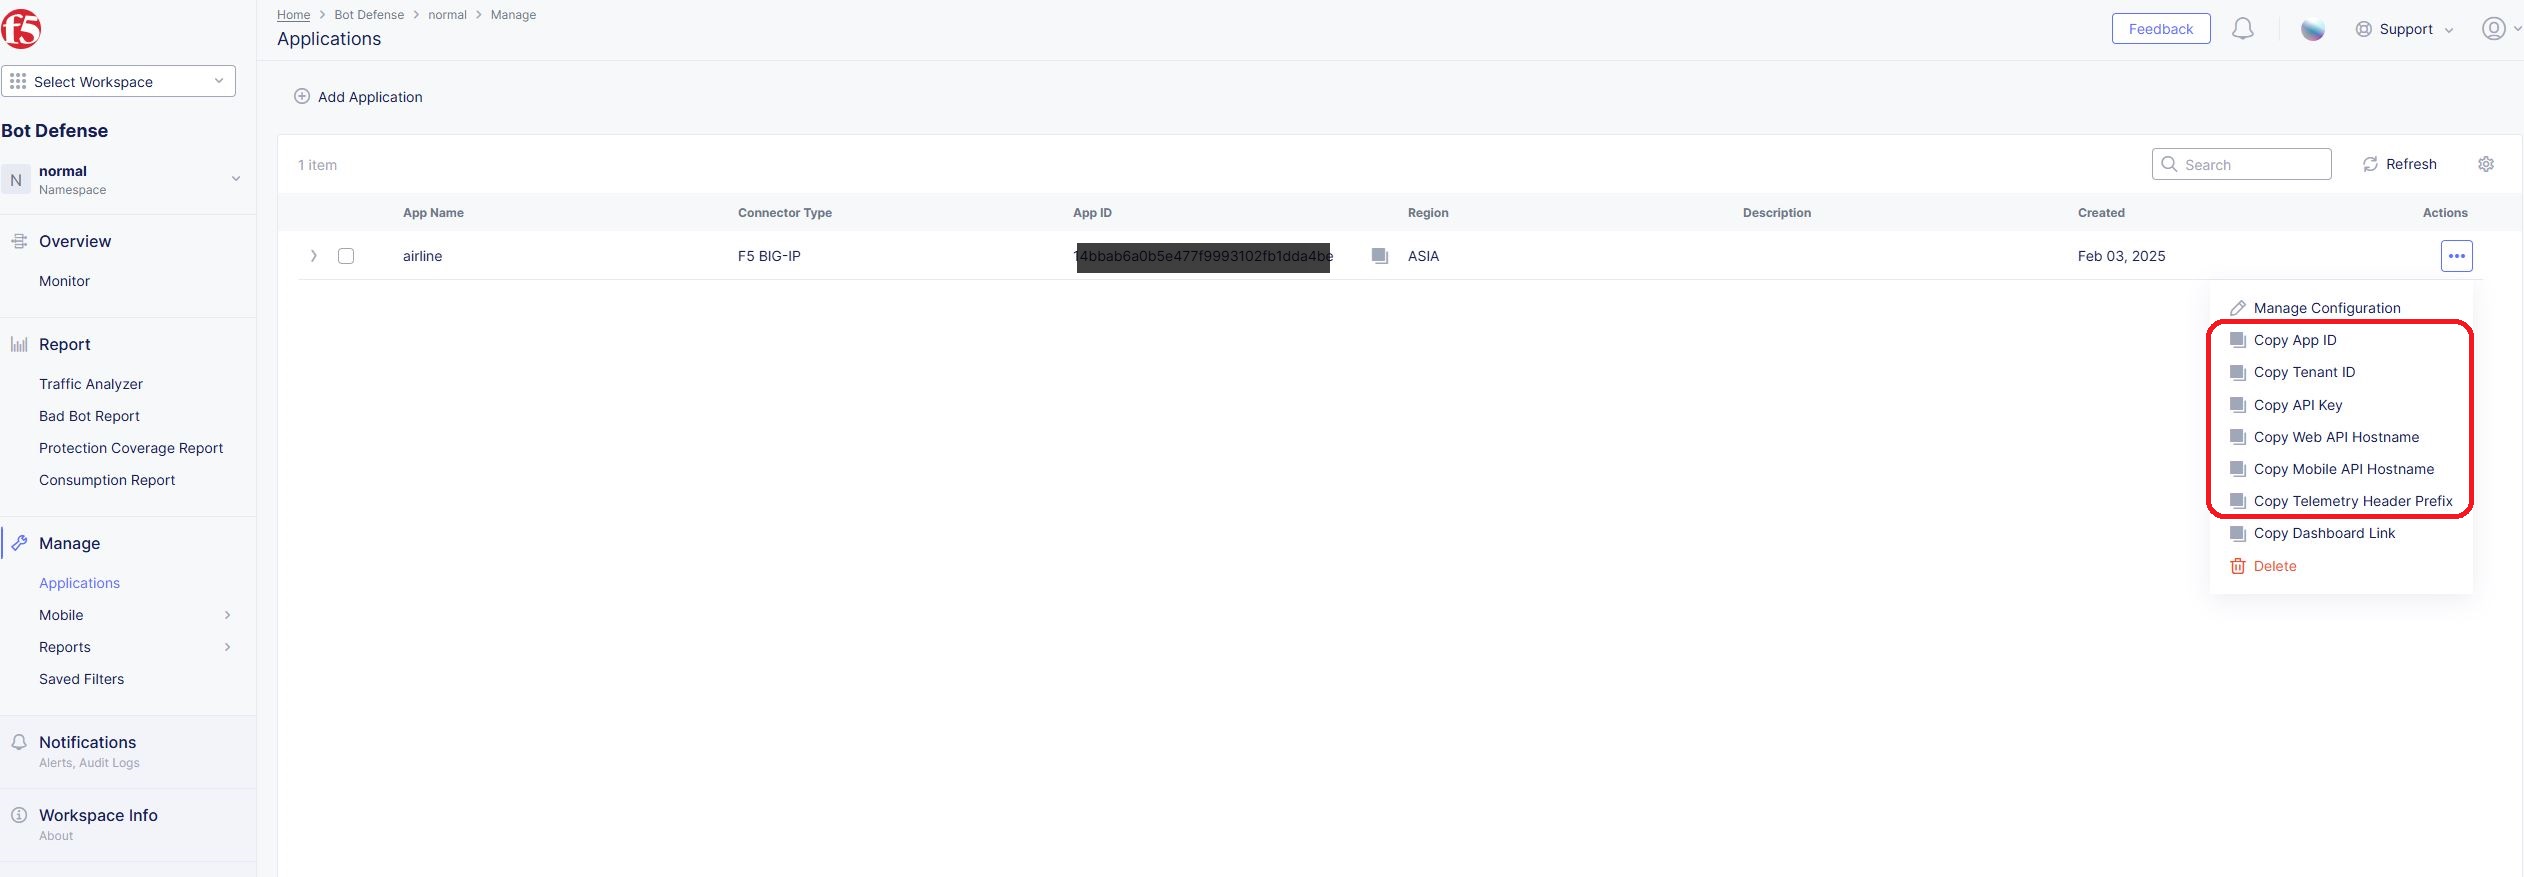 f5
Home > Bot Defense > normal > Manage
Applications
Feedback
Support
Select Workspace
Bot Defense
N
normal
Namespace
Overview
Monitor
Report
Traffic Analyzer
Bad Bot Report
Protection Coverage Report
Consumption Report
Manage
Applications
Mobile
Reports
Saved Filters
Notifications
Alerts, Audit Logs
Workspace Info
About
Add Application
1 item
Search
Refresh
App Name Connector Type App ID Region Description Created Actions
airline F5 BIG-IP ASIA Feb 03, 2025
Manage Configuration
Copy App ID
Copy Tenant ID
Copy API Key
Copy Web API Hostname
Copy Mobile API Hostname
Copy Telemetry Header Prefix
Copy Dashboard Link
Delete